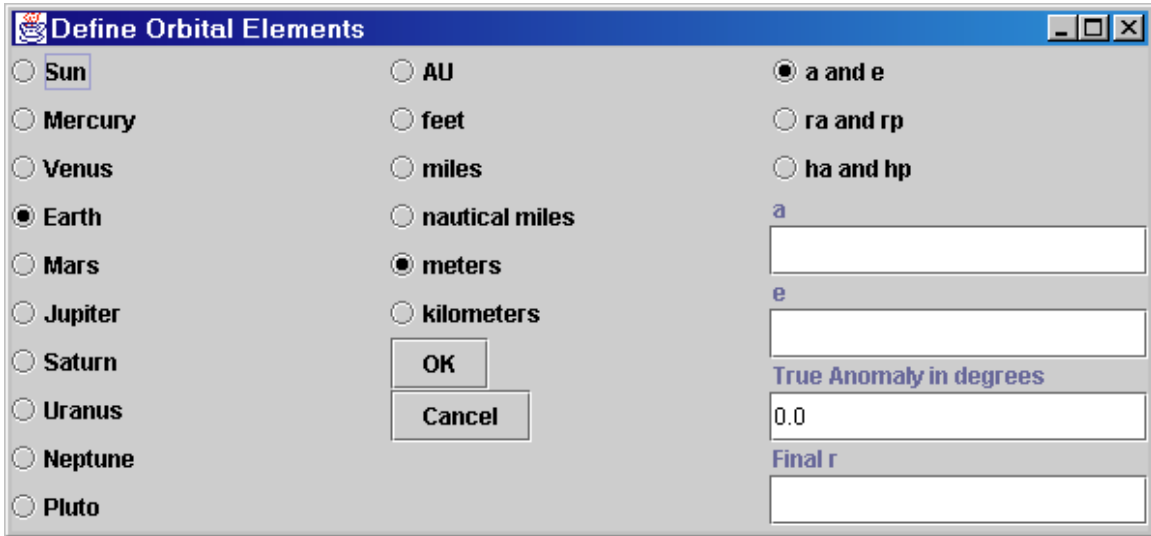 Define Orbital Elements
Sun
Mercury
Venus
Earth
Mars
Jupiter
Saturn
Uranus
Neptune
Pluto
AU
feet
miles
nautical miles
meters
kilometers
OK
Cancel
a and e
ra and rp
ha and hp
a
e
True Anomaly in degrees
0.0
Final r